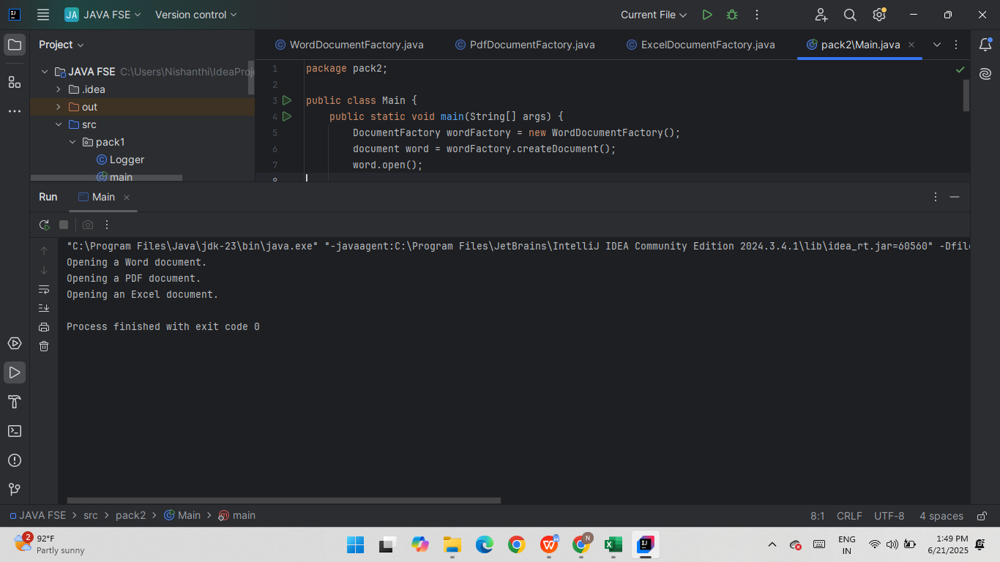 JA JAVA FSE Version control Current File
Project
WordDocumentFactory.java PdfDocumentFactory.java ExcelDocumentFactory.java pack2\Main.java
JAVA FSE C:\Users\Nishanthi\IdeaProje
.idea
out
src
pack1
Logger
main
1 package pack2;
2
3 public class Main {
4 public static void main(String[] args) {
5 DocumentFactory wordFactory = new WordDocumentFactory();
6 document word = wordFactory.createDocument();
7 word.open();
8
Run Main
"C:\Program Files\Java\jdk-23\bin\java.exe" "-javaagent:C:\Program Files\JetBrains\IntelliJ IDEA Community Edition 2024.3.4.1\lib\idea_rt.jar=60560" -Dfile
Opening a Word document.
Opening a PDF document.
Opening an Excel document.
Process finished with exit code 0
JAVA FSE > src > pack2 > Main > main 8:1 CRLF UTF-8 4 spaces
2 92°F
Partly sunny
N
ENG
IN
1:49 PM
6/21/2025